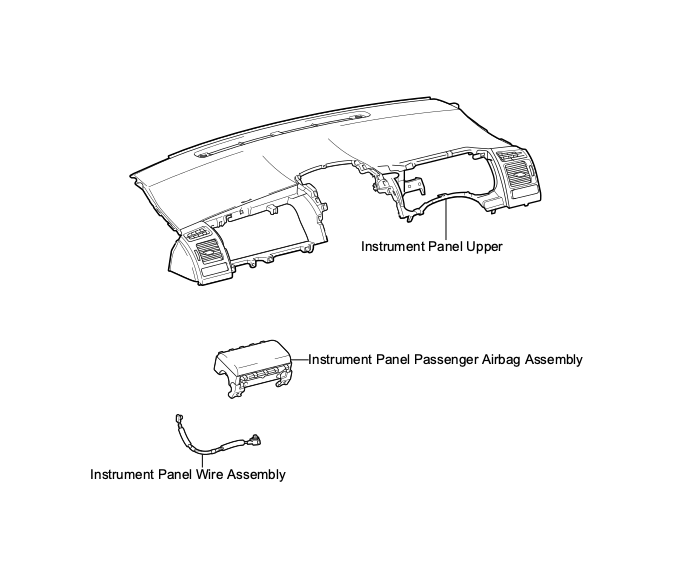 Instrument Panel Upper
Instrument Panel Passenger Airbag Assembly
Instrument Panel Wire Assembly